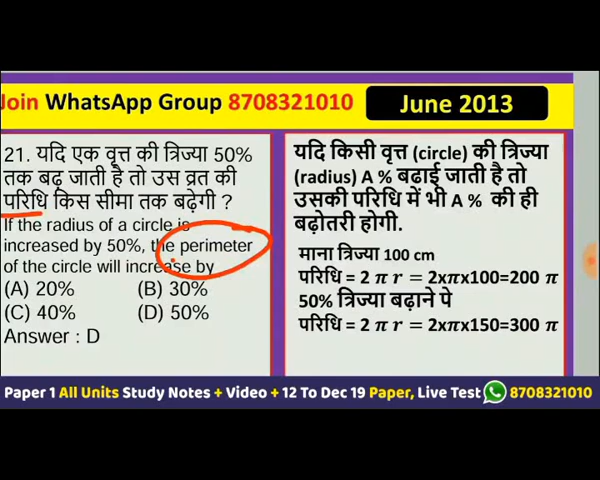 Join WhatsApp Group 8708321010
June 2013
21. यदि एक वृत्त की त्रिज्या 50%
तक बढ़ जाती है तो उस व्रत की
परिधि किस सीमा तक बढ़ेगी ?
If the radius of a circle is
increased by 50%, the perimeter
of the circle will increase by
(A) 20% (B) 30%
(C) 40% (D) 50%
Answer : D
यदि किसी वृत्त (circle) की त्रिज्या
(radius) A % बढाई जाती है तो
उसकी परिधि में भी A % की ही
बढ़ोतरी होगी.
माना त्रिज्या 100 cm
परिधि = 2 π r = 2xπx100=200 π
50% त्रिज्या बढ़ाने पे
परिधि = 2 π r = 2xπx150=300 π
Paper 1 All Units Study Notes + Video + 12 To Dec 19 Paper, Live Test 8708321010